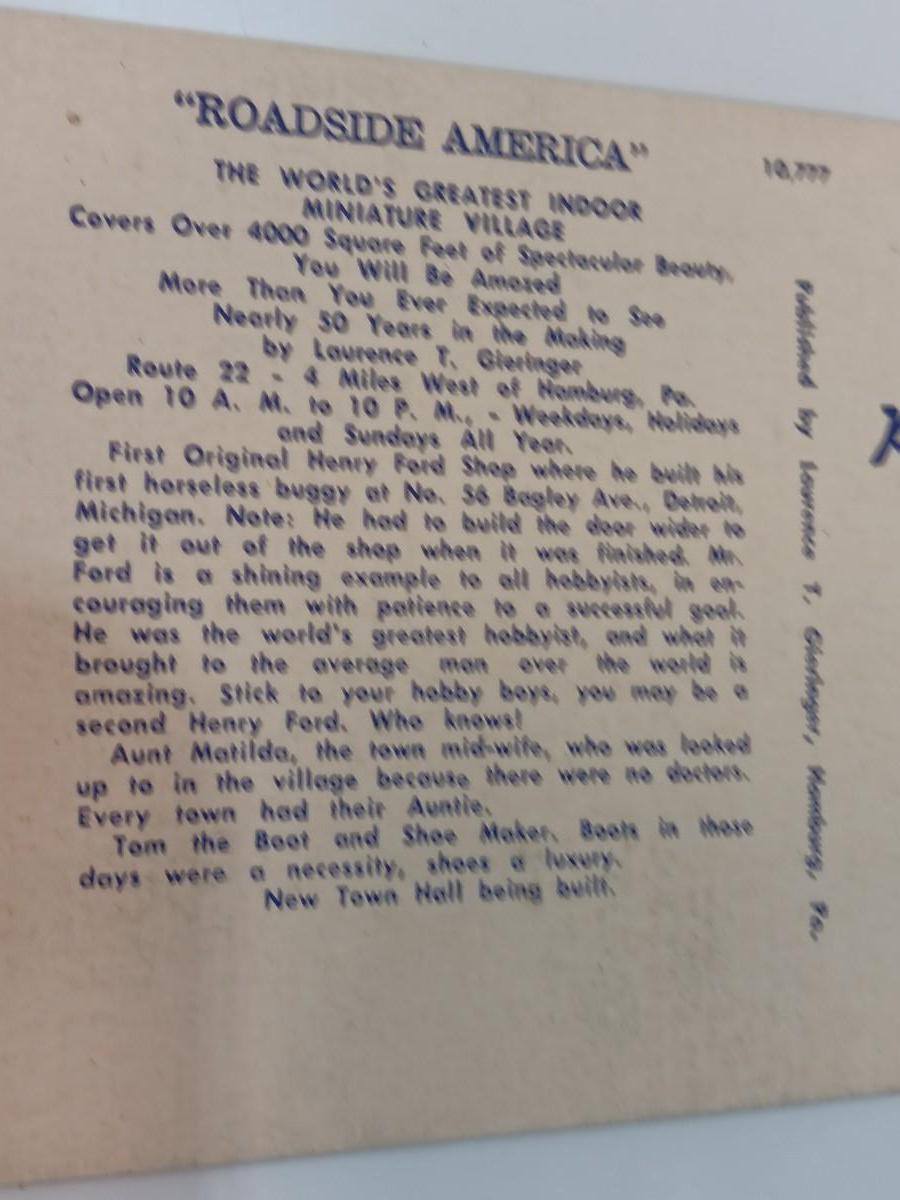 "ROADSIDE AMERICA"
10,777
THE WORLD'S GREATEST INDOOR
MINIATURE VILLAGE
Covers Over 4000 Square Feet of Spectacular Beauty.
You Will Be Amazed
More Than You Ever Expected to See
Nearly 50 Years in the Making
by Laurence T. Gieringer
Route 22 - 4 Miles West of Hamburg, Pa.
Open 10 A. M. to 10 P. M., - Weekdays, Holidays
and Sundays All Year.
First Original Henry Ford Shop where he built his
first horseless buggy at No. 56 Bagley Ave., Detroit,
Michigan. Note: He had to build the door wider to
get it out of the shop when it was finished. Mr.
Ford is a shining example to all hobbyists, in en-
couraging them with patience to a successful goal.
He was the world's greatest hobbyist, and what it
brought to the average man over the world is
amazing. Stick to your hobby boys, you may be a
second Henry Ford. Who knows!
Aunt Matilda, the town mid-wife, who was looked
up to in the village because there were no doctors.
Every town had their Auntie.
Tom the Boot and Shoe Maker. Boots in those
days were a necessity, shoes a luxury.
New Town Hall being built.
Published by Laurence T. Gieringer, Hamburg, Pa.